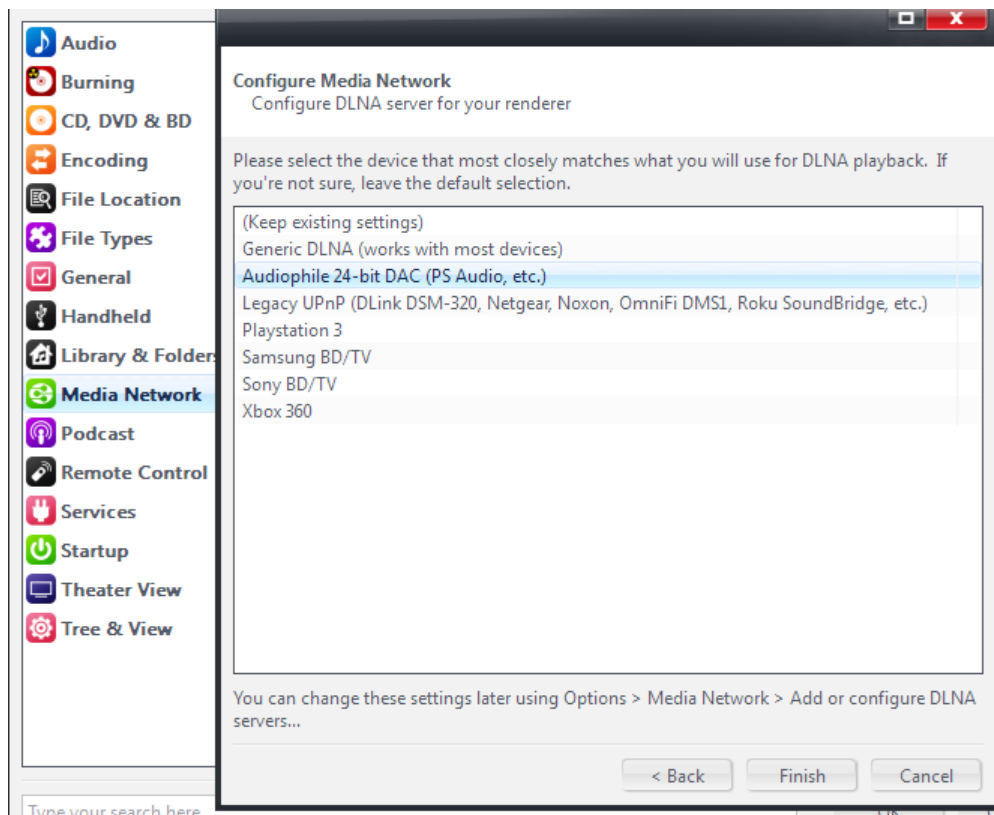 Audio
Burning
CD, DVD & BD
Encoding
File Location
File Types
General
Handheld
Library & Folders
Media Network
Podcast
Remote Control
Services
Startup
Theater View
Tree & View
Configure Media Network
Configure DLNA server for your renderer
Please select the device that most closely matches what you will use for DLNA playback. If
you're not sure, leave the default selection.
(Keep existing settings)
Generic DLNA (works with most devices)
Audiophile 24-bit DAC (PS Audio, etc.)
Legacy UPnP (DLink DSM-320, Netgear, Noxon, OmniFi DMS1, Roku SoundBridge, etc.)
Playstation 3
Samsung BD/TV
Sony BD/TV
Xbox 360
You can change these settings later using Options > Media Network > Add or configure DLNA
servers...
< Back
Finish
Cancel
Type your search here
OK